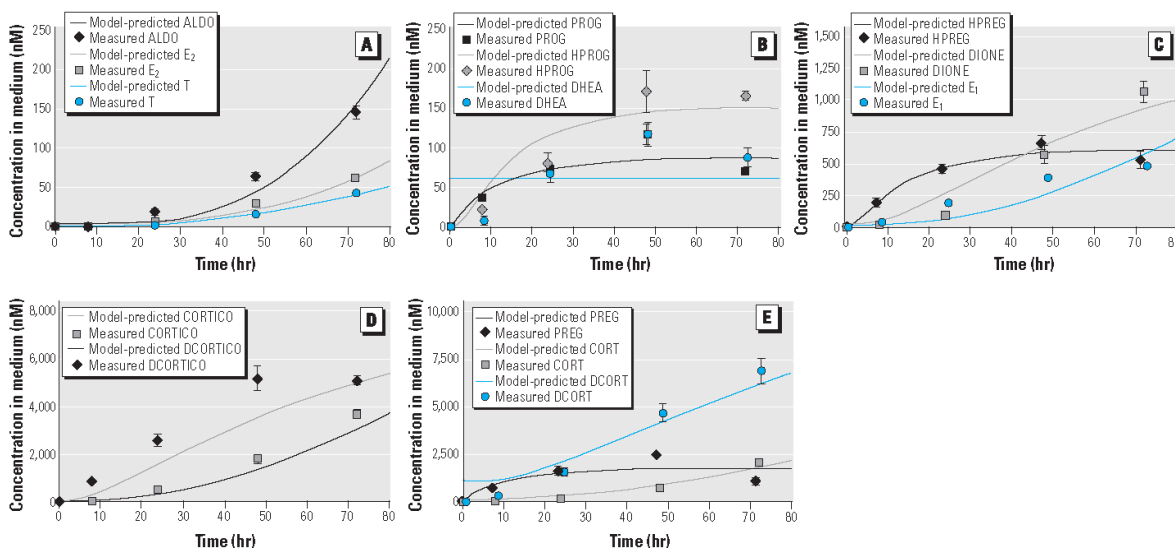 Concentration in medium (nM)
250
200
150
100
50
0
Model-predicted ALDO
Measured ALDO
Model-predicted E2
Measured E2
Model-predicted T
Measured T
A
0 10 20 30 40 50 60 70 80
Time (hr)
Concentration in medium (nM)
250
200
150
100
50
0
Model-predicted PROG
Measured PROG
Model-predicted HPROG
Measured HPROG
Model-predicted DHEA
Measured DHEA
B
0 10 20 30 40 50 60 70 80
Time (hr)
Concentration in medium (nM)
1,500
1,250
1,000
750
500
250
0
Model-predicted HPREG
Measured HPREG
Model-predicted DIONE
Measured DIONE
Model-predicted E1
Measured E1
C
0 10 20 30 40 50 60 70 80
Time (hr)
Concentration in medium (nM)
8,000
6,000
4,000
2,000
0
Model-predicted CORTICO
Measured CORTICO
Model-predicted DCORTICO
Measured DCORTICO
D
0 10 20 30 40 50 60 70 80
Time (hr)
Concentration in medium (nM)
10,000
7,500
5,000
2,500
0
Model-predicted PREG
Measured PREG
Model-predicted CORT
Measured CORT
Model-predicted DCORT
Measured DCORT
E
0 10 20 30 40 50 60 70 80
Time (hr)